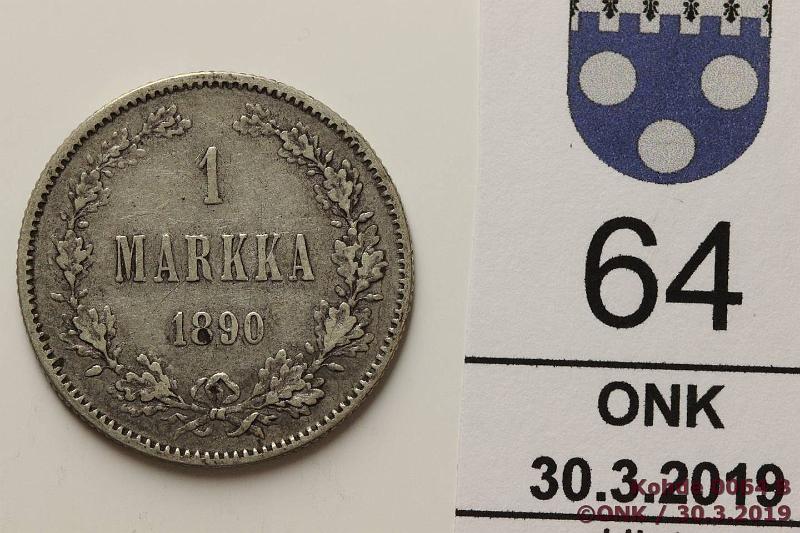 1
MARKKA
1890
64
ONK
30.3.2019
Kohde 0064 B
©ONK / 30.3.2019